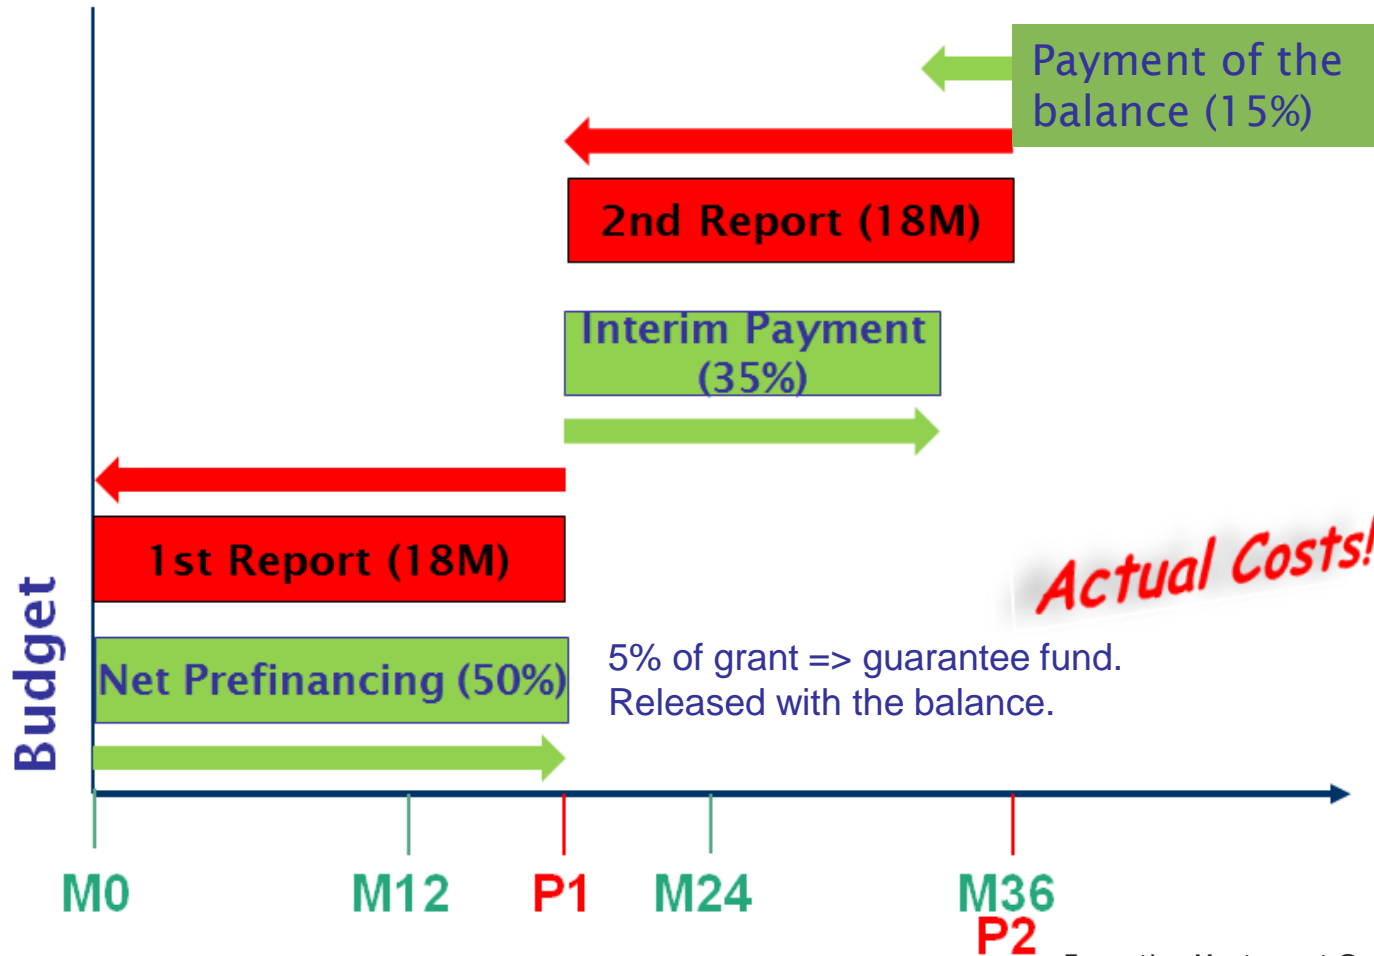 Payment of the
balance (15%)
2nd Report (18M)
Interim Payment
(35%)
1st Report (18M)
Actual Costs!
Net Prefinancing (50%)
5% of grant => guarantee fund.
Released with the balance.
Budget
M0
M12
P1
M24
M36
P2